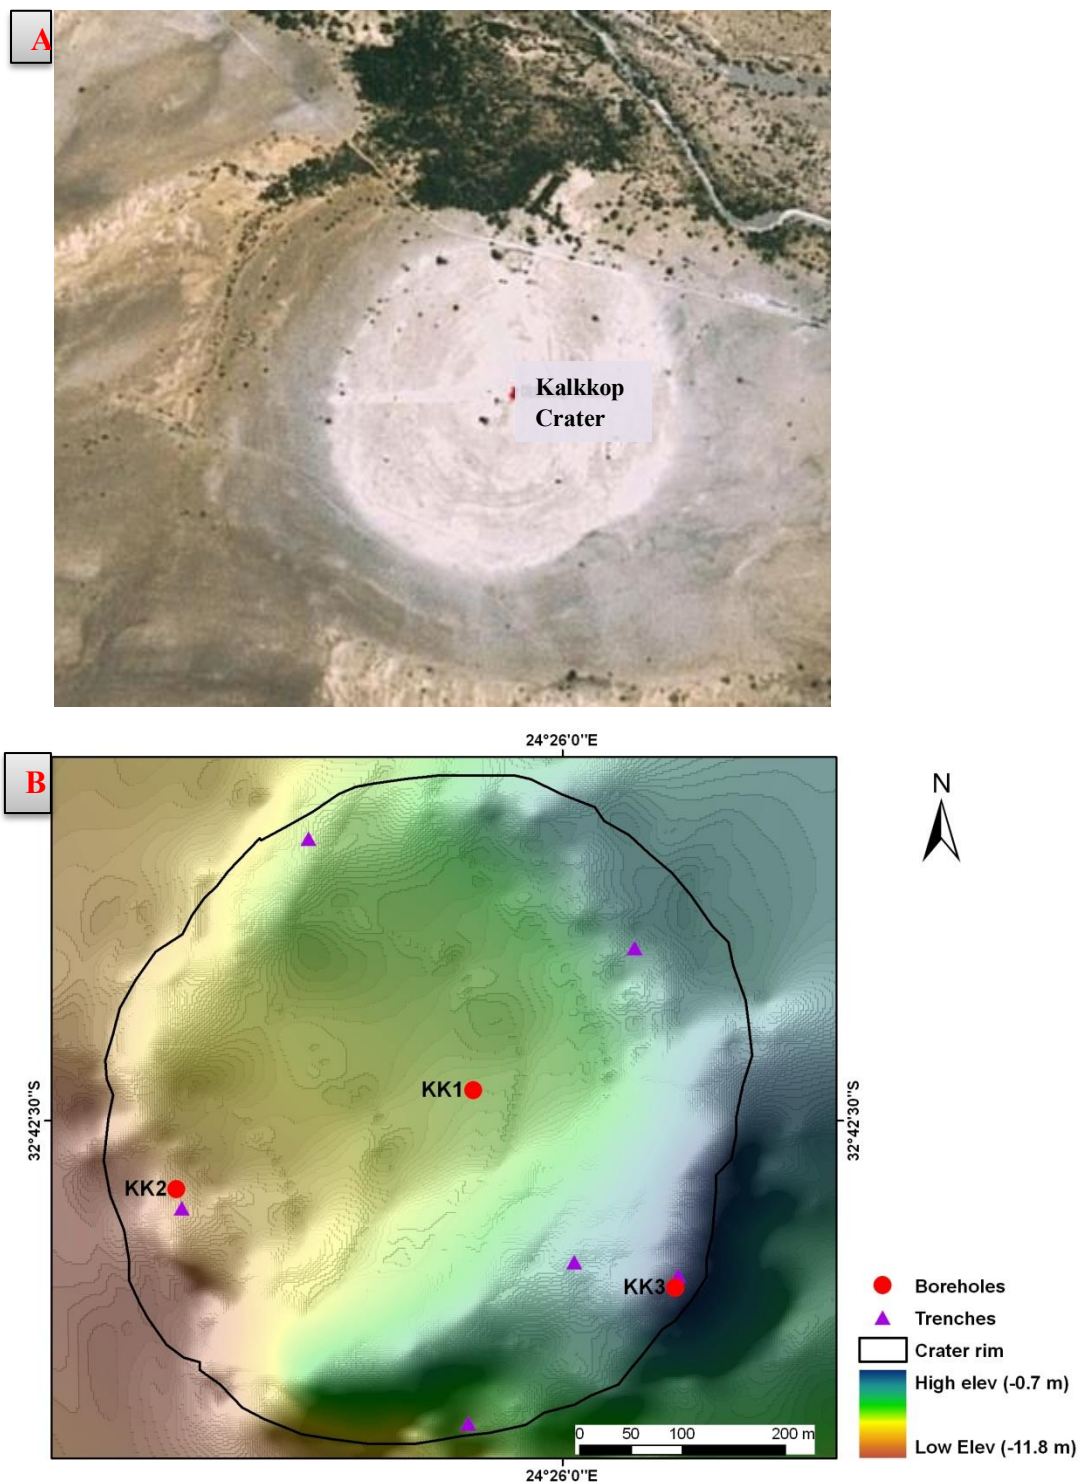 A
Kalkkop
Crater
B
24°26'0"E
N
32°42'30"S
32°42'30"S
KK1
KK2
KK3
Boreholes
Trenches
Crater rim
High elev (-0.7 m)
Low Elev (-11.8 m)
0 50 100 200 m
24°26'0"E